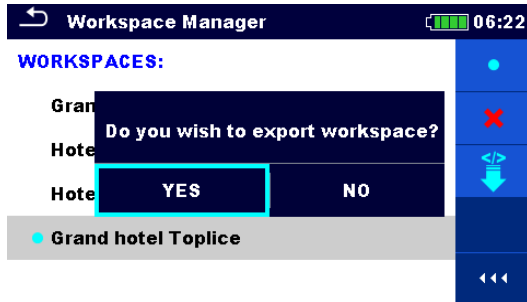 Workspace Manager
06:22
WORKSPACES:
Gran
Do you wish to export workspace?
Hote
Hote
YES
NO
Grand hotel Toplice